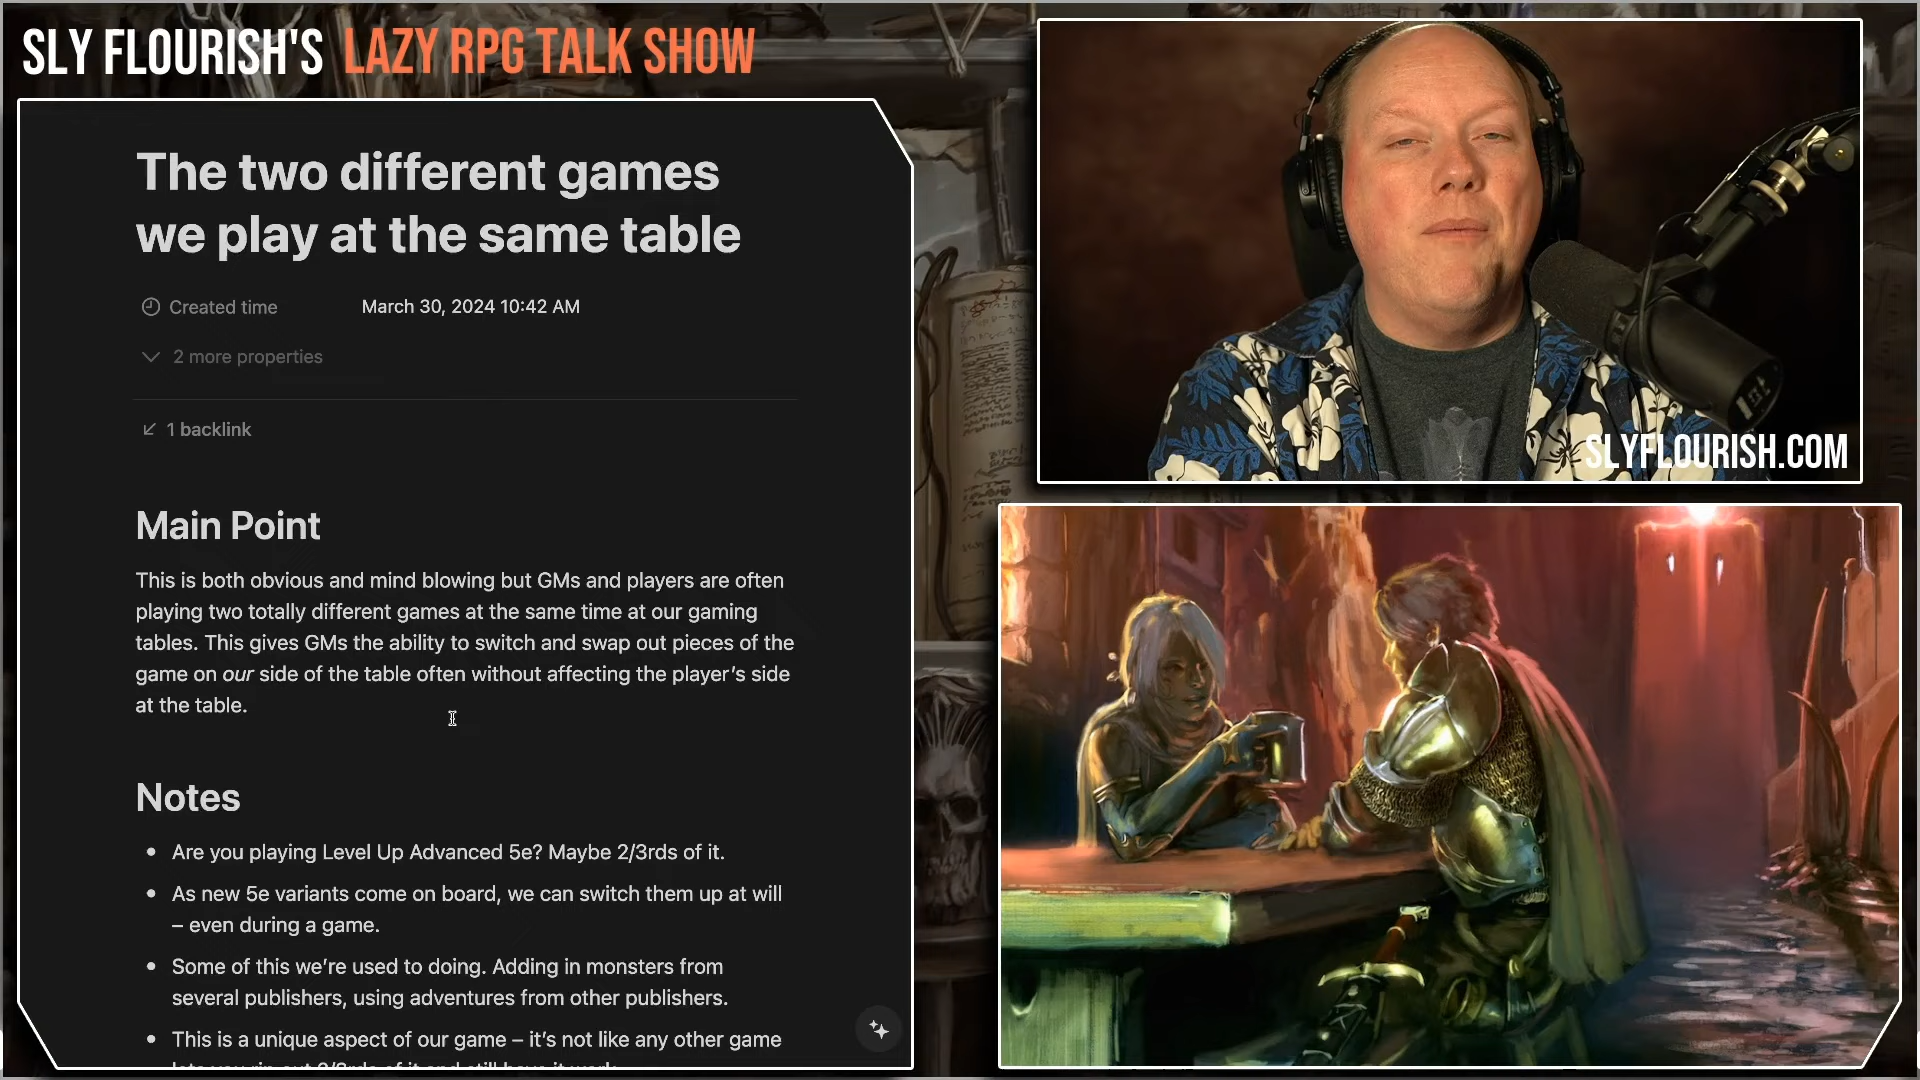 SLY FLOURISH'S LAZY RPG TALK SHOW
The two different games
we play at the same table
Created time March 30, 2024 10:42 AM
2 more properties
1 backlink
Main Point
This is both obvious and mind blowing but GMs and players are often
playing two totally different games at the same time at our gaming
tables. This gives GMs the ability to switch and swap out pieces of the
game on our side of the table often without affecting the player’s side
at the table.
Notes
• Are you playing Level Up Advanced 5e? Maybe 2/3rds of it.
• As new 5e variants come on board, we can switch them up at will
– even during a game.
• Some of this we’re used to doing. Adding in monsters from
several publishers, using adventures from other publishers.
• This is a unique aspect of our game – it’s not like any other game
SLYFLOURISH.COM